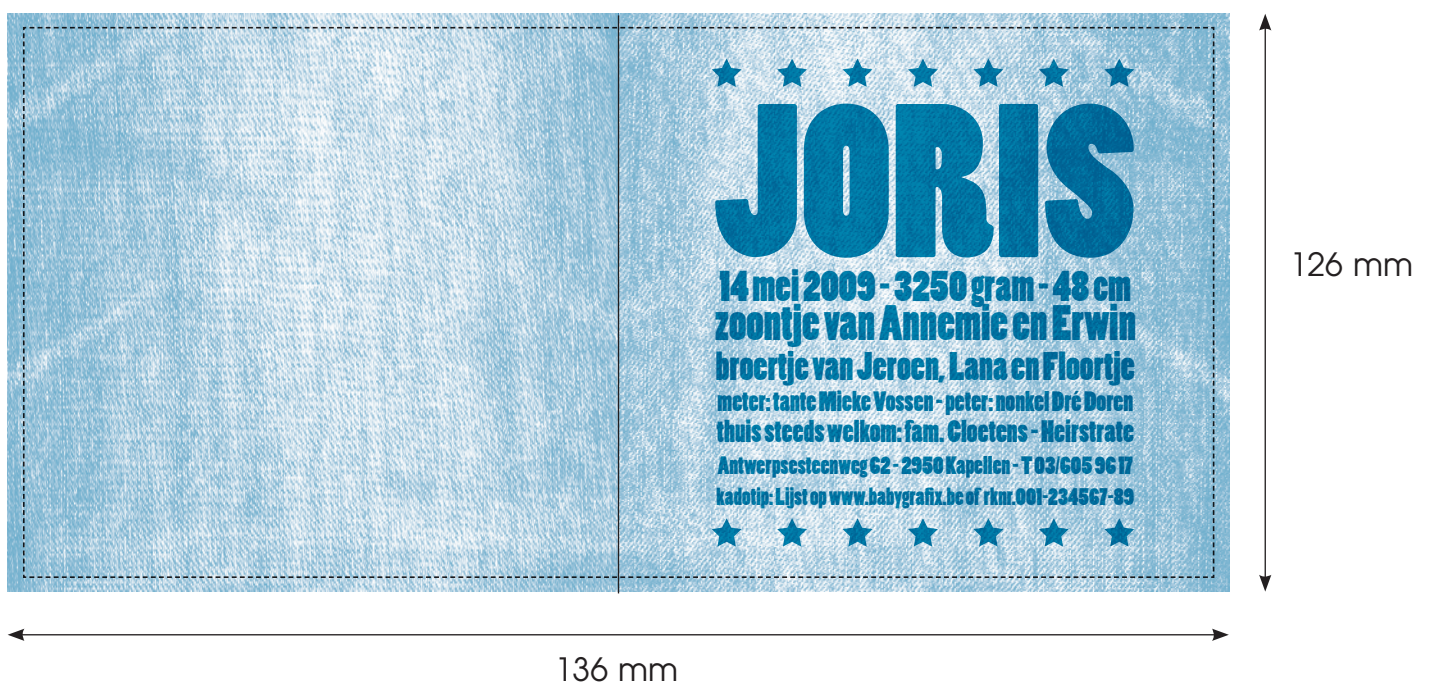 JORIS
14 mei 2009 - 3250 gram - 48 cm
zoontje van Annemie en Erwin
broertje van Jeroen, Lana en Floortje
meter: tante Mieke Vossen - peter: nonkel Dré Doren
thuis steeds welkom: fam. Cloetens - Heirstrate
Antwerpsesteenweg 62 - 2950 Kapellen - T 03/605 96 17
kadotip: Lijst op www.babygrafix.be of rknr.001-234567-89
126 mm
136 mm